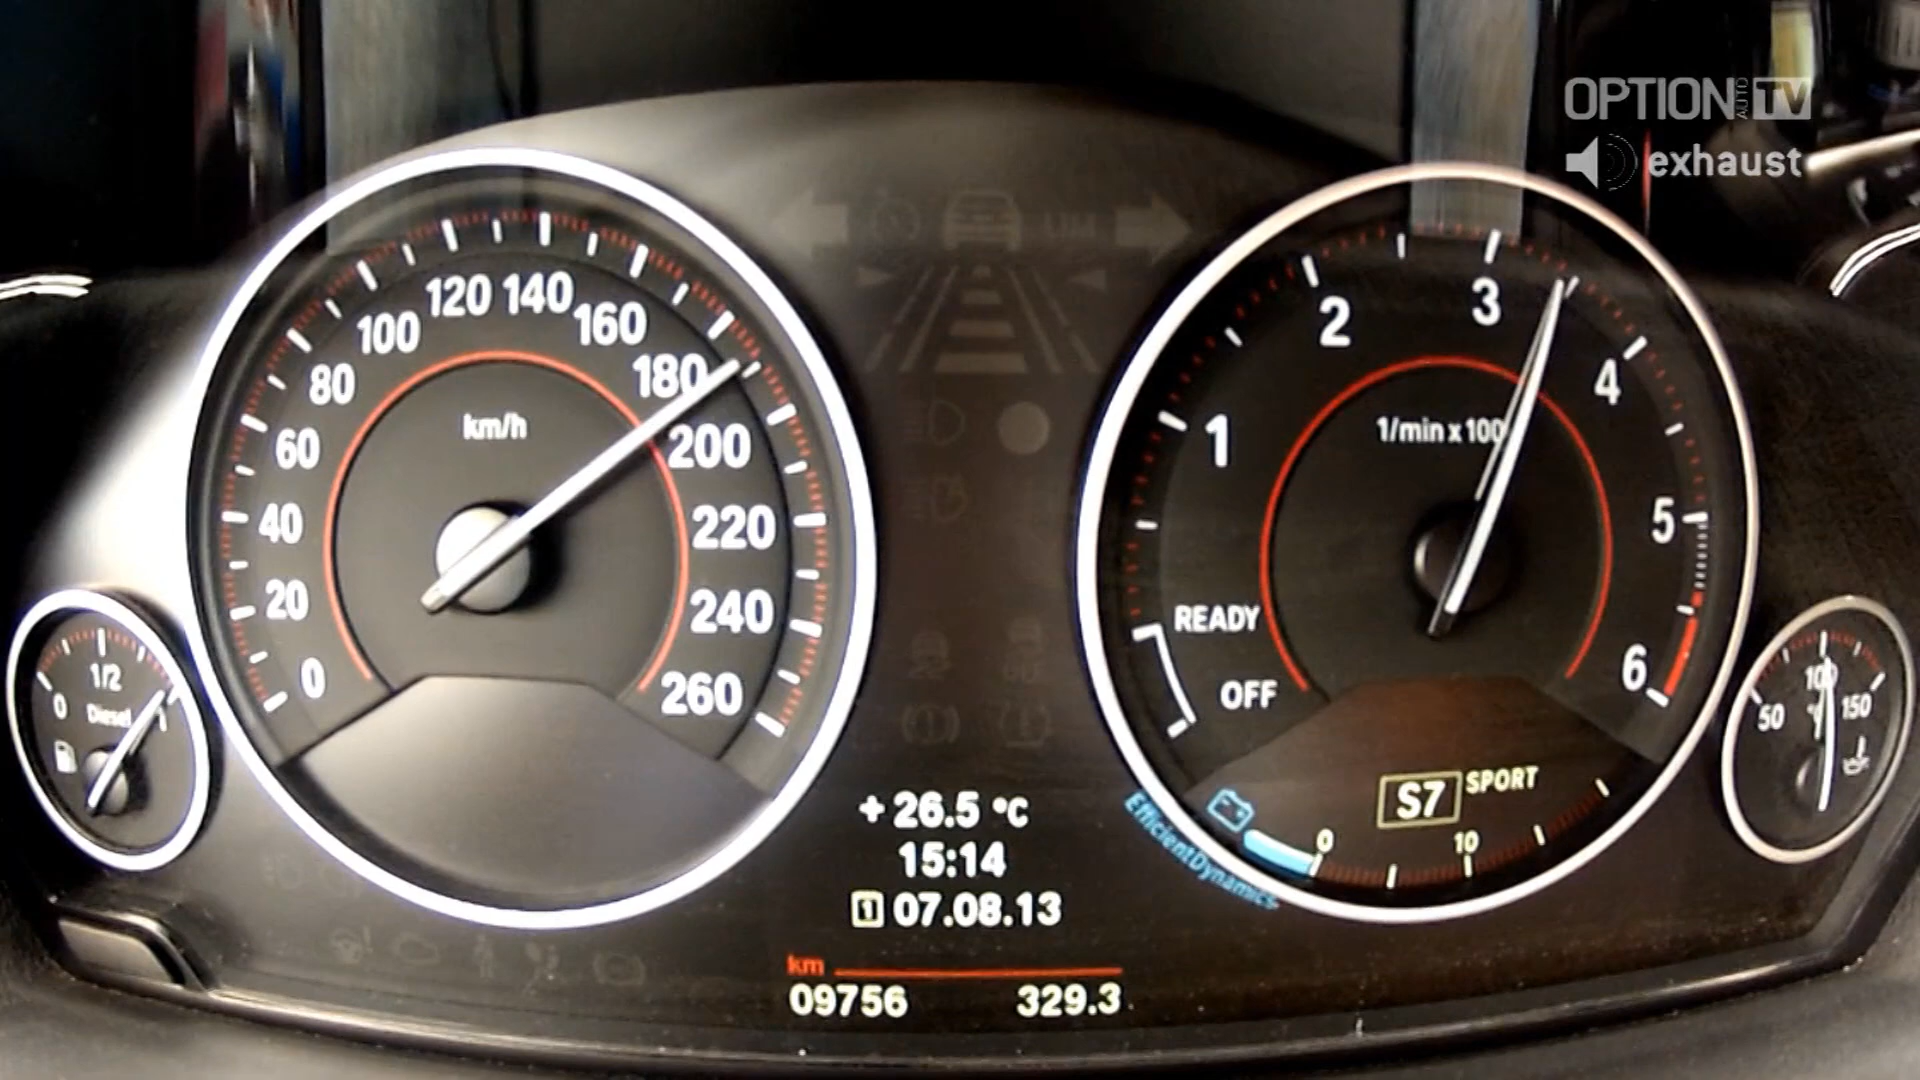 OPTION AUTO TV
exhaust
km/h
0
20
40
60
80
100
120
140
160
180
200
220
240
260
1/min x 100
OFF
READY
1
2
3
4
5
6
0
1/2
1
Diesel
50
100
150
S7 SPORT
0
10
EfficientDynamics
+ 26.5 °C
15:14
1 07.08.13
km
09756 329.3